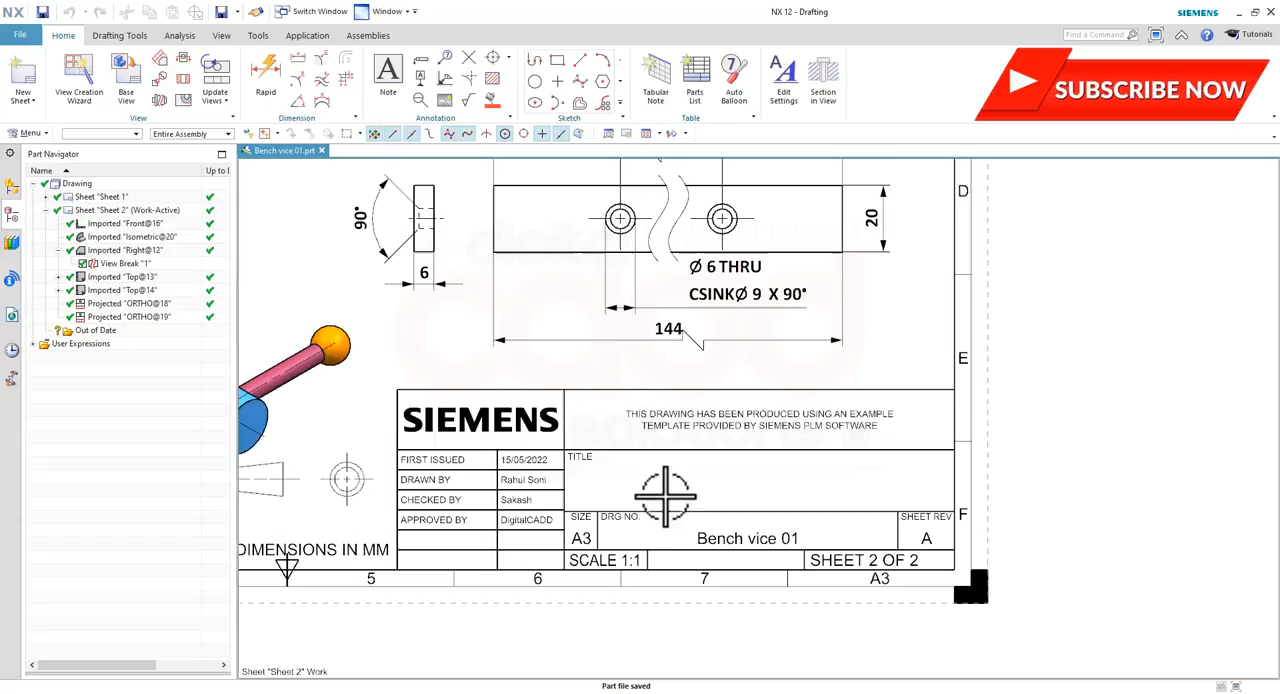 NX
Switch Window
Window
NX 12 - Drafting
SIEMENS
File
Home
Drafting Tools
Analysis
View
Tools
Application
Assemblies
Find a Command
Tutorials
New Sheet
View Creation Wizard
Base View
Update Views
Rapid
Note
Tabular Note
Parts List
Auto Balloon
Edit Settings
Section in View
View
Dimension
Annotation
Sketch
Table
SUBSCRIBE NOW
Menu
Entire Assembly
Part Navigator
Bench vice 01.prt
Name
Up to D
Drawing
Sheet "Sheet 1"
Sheet "Sheet 2" (Work-Active)
Imported "Front@16"
Imported "Isometric@20"
Imported "Right@12"
View Break "1"
Imported "Top@13"
Imported "Top@14"
Projected "ORTHO@18"
Projected "ORTHO@19"
Out of Date
User Expressions
D
90°
20
6
Ø 6 THRU
CSINKØ 9 X 90°
144
E
SIEMENS
THIS DRAWING HAS BEEN PRODUCED USING AN EXAMPLE
TEMPLATE PROVIDED BY SIEMENS PLM SOFTWARE
FIRST ISSUED 15/05/2022
TITLE
DRAWN BY Rahul Soni
CHECKED BY Sakash
APPROVED BY DigitalCADD
SIZE DRG NO. SHEET REV
A3 Bench vice 01 A
F
DIMENSIONS IN MM
SCALE 1:1 SHEET 2 OF 2
5 6 7 A3
Sheet "Sheet 2" Work
Part file saved